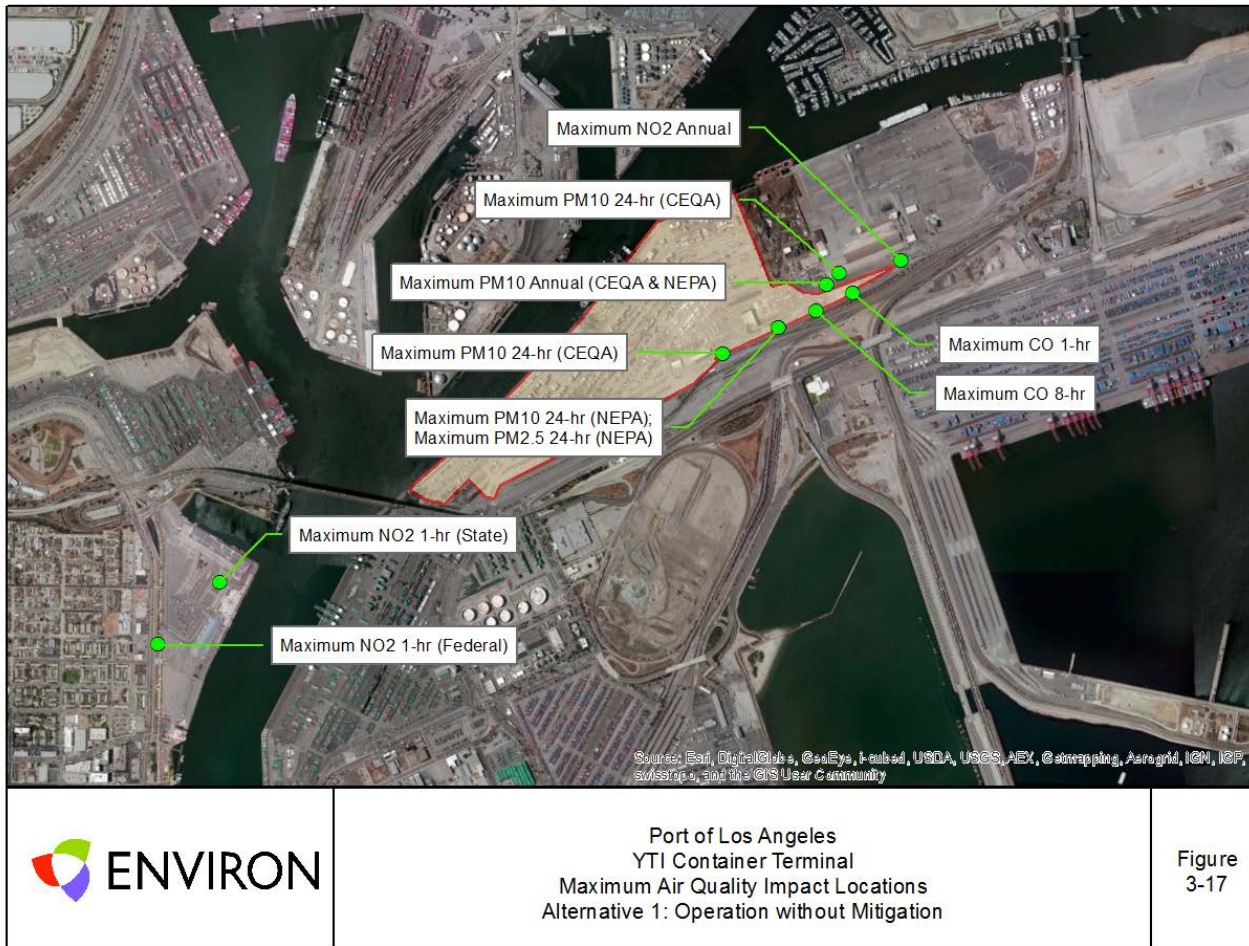 Maximum NO2 Annual
Maximum PM10 24-hr (CEQA)
Maximum PM10 Annual (CEQA & NEPA)
Maximum PM10 24-hr (CEQA)
Maximum CO 1-hr
Maximum CO 8-hr
Maximum PM10 24-hr (NEPA);
Maximum PM2.5 24-hr (NEPA)
Maximum NO2 1-hr (State)
Maximum NO2 1-hr (Federal)
Source: Esri, DigitalGlobe, GeoEye, i-cubed, USDA, USGS, AEX, Getmapping, Aerogrid, IGN, IGP,
swisstopo, and the GIS User Community
ENVIRON
Port of Los Angeles
YTI Container Terminal
Maximum Air Quality Impact Locations
Alternative 1: Operation without Mitigation
Figure
3-17